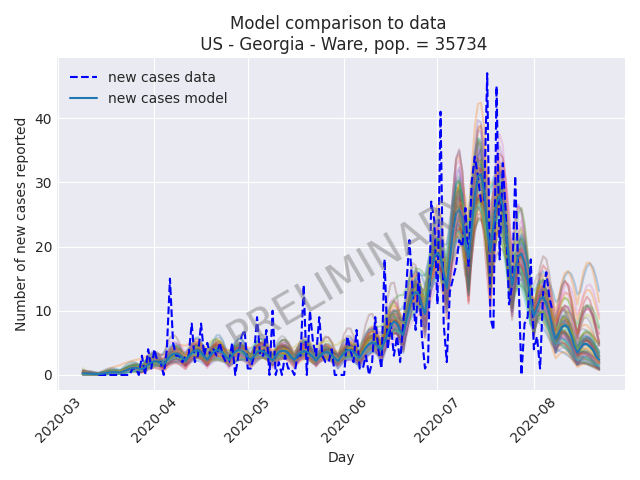 Model comparison to data
US - Georgia - Ware, pop. = 35734
new cases data
new cases model
PRELIMINARY
Number of new cases reported
40
30
20
10
0
2020-03
2020-04
2020-05
2020-06
2020-07
2020-08
Day